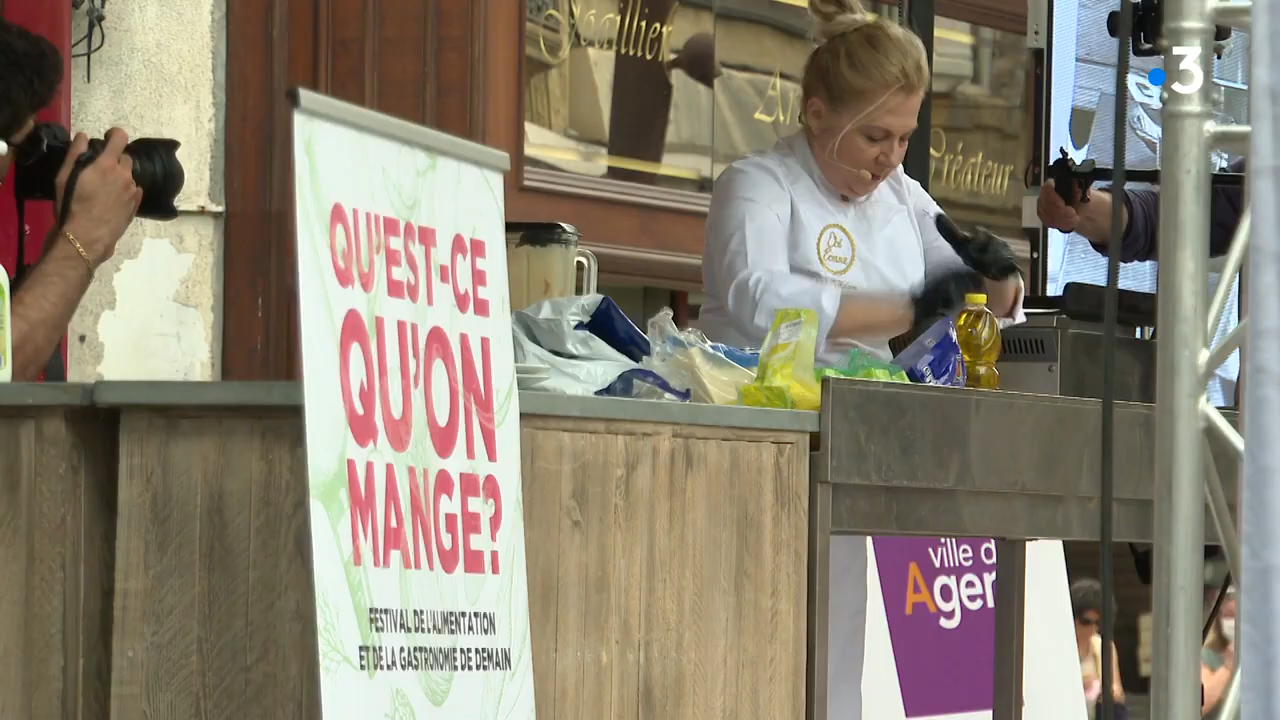 Joaillier
Créateur
3
QU'EST-CE
QU'ON
MANGE?
FESTIVAL DE L'ALIMENTATION
ET DE LA GASTRONOMIE DE DEMAIN
ville d
Agen